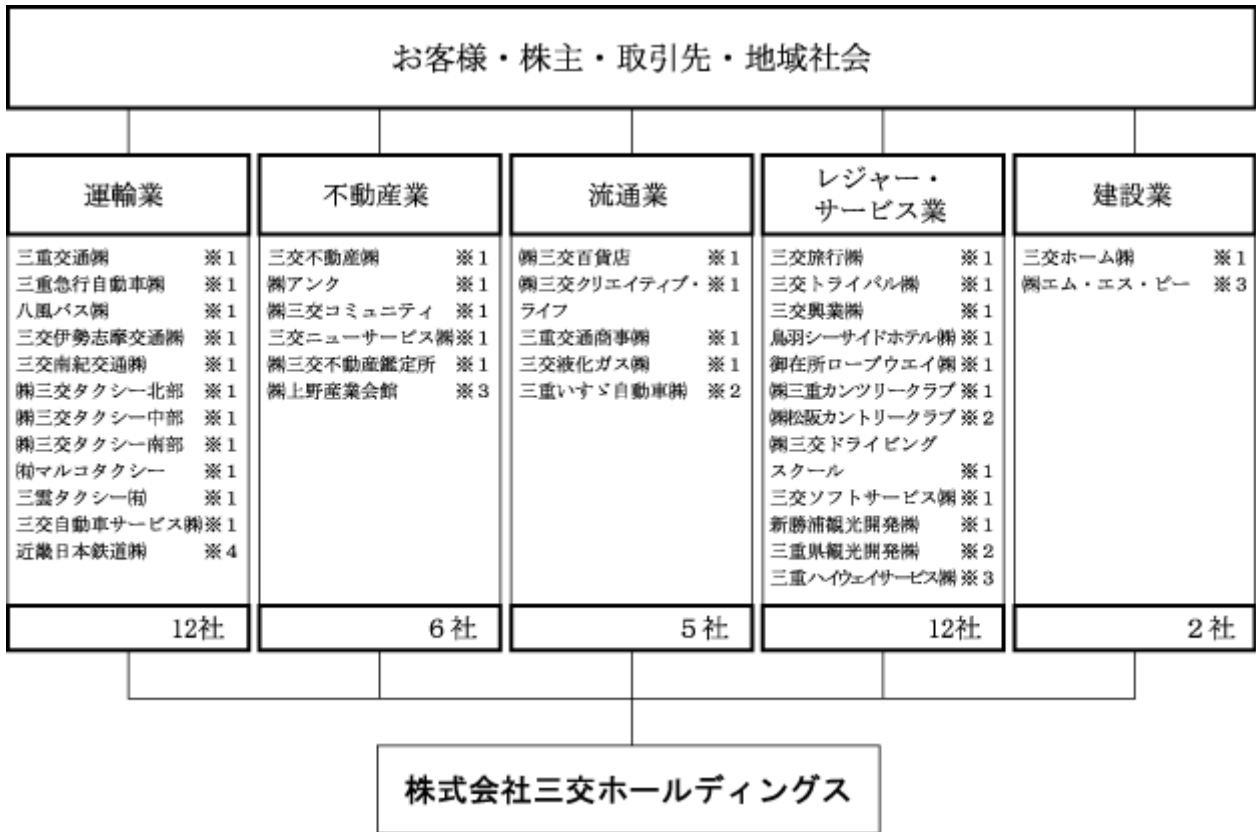 お客様・株主・取引先・地域社会
運輸業
三重交通㈱ ※1
三重急行自動車㈱ ※1
八風バス㈱ ※1
三交伊勢志摩交通㈱ ※1
三交南紀交通㈱ ※1
㈱三交タクシー北部 ※1
㈱三交タクシー中部 ※1
㈱三交タクシー南部 ※1
㈲マルコタクシー ※1
三雲タクシー㈲ ※1
三交自動車サービス㈱※1
近畿日本鉄道㈱ ※4
12社
不動産業
三交不動産㈱ ※1
㈱アンク ※1
㈱三交コミュニティ ※1
三交ニューサービス㈱※1
㈱三交不動産鑑定所 ※1
㈱上野産業会館 ※3
6社
流通業
㈱三交百貨店 ※1
㈱三交クリエイティブ・ ※1
ライフ
三重交通商事㈱ ※1
三交液化ガス㈱ ※1
三重いすゞ自動車㈱ ※2
5社
レジャー・
サービス業
三交旅行㈱ ※1
三交トライパル㈱ ※1
三交興業㈱ ※1
鳥羽シーサイドホテル㈱ ※1
御在所ロープウエイ㈱ ※1
㈱三重カンツリークラブ ※1
㈱松阪カントリークラブ ※2
㈱三交ドライビング
スクール ※1
三交ソフトサービス㈱ ※1
新勝浦観光開発㈱ ※1
三重県観光開発㈱ ※2
三重ハイウェイサービス㈱ ※3
12社
建設業
三交ホーム㈱ ※1
㈱エム・エス・ピー ※3
2社
株式会社三交ホールディングス